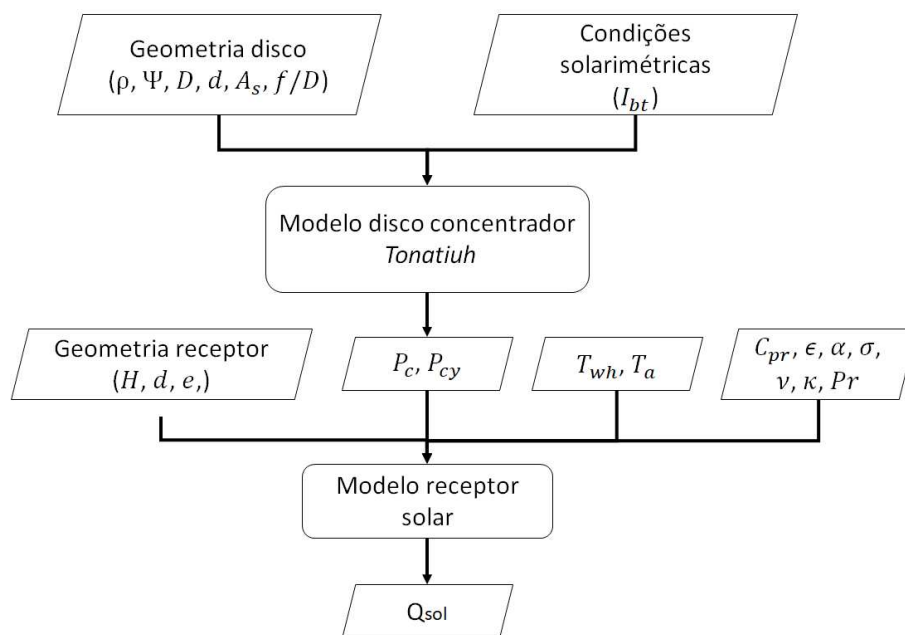 Geometria disco
(ρ, Ψ, D, d, A_s, f/D)
Condições
solarimétricas
(I_bt)
Modelo disco concentrador
Tonatiuh
Geometria receptor
(H, d, e,)
P_c, P_cy
T_wh, T_a
C_pr, ϵ, α, σ,
ν, κ, Pr
Modelo receptor
solar
Qsol